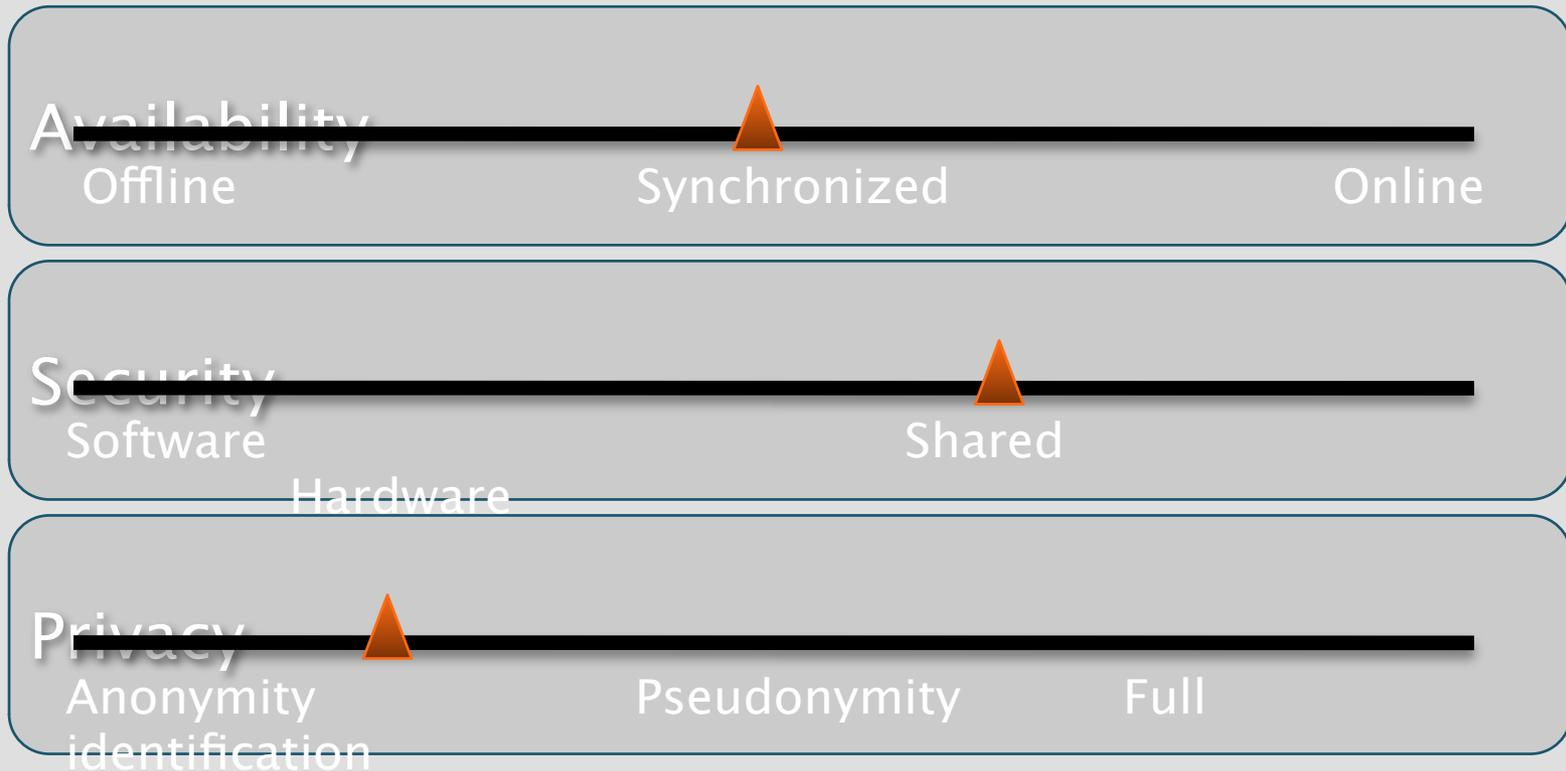 Availability
Offline Synchronized Online
Security
Software Shared
Hardware
Privacy
Anonymity Pseudonymity Full
identification